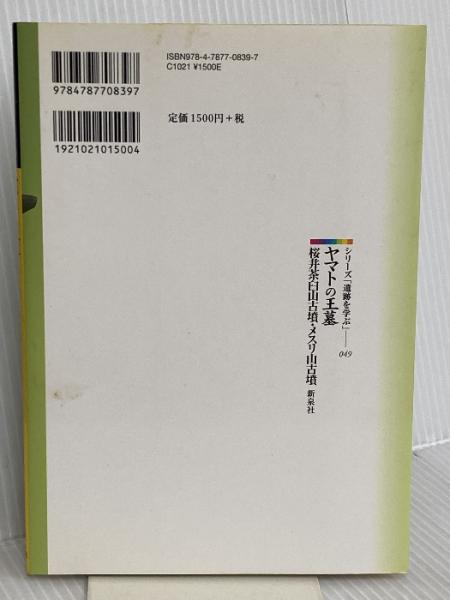 ISBN978-4-7877-0839-7
C1021 ¥1500E
9784787708397
1921021015004
定価1500円+税
シリーズ「遺跡を学ぶ」——049
ヤマトの王墓
桜井茶臼山古墳・メスリ山古墳
新泉社